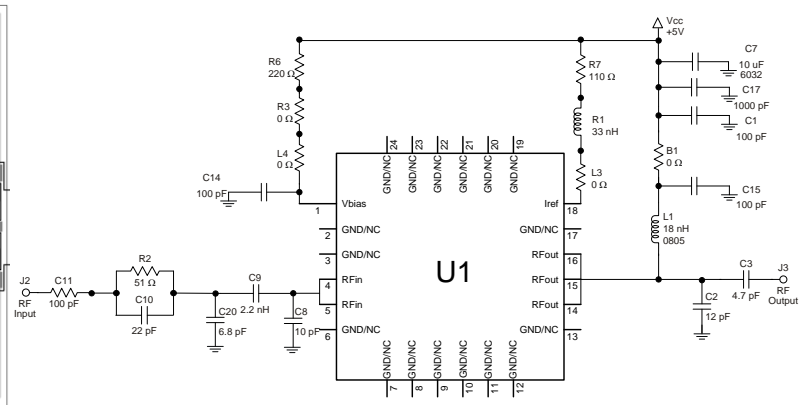 Vcc
+5V
R6
220 Ω
R3
0 Ω
L4
0 Ω
C14
100 pF
R7
110 Ω
R1
33 nH
L3
0 Ω
C7
10 uF
6032
C17
1000 pF
C1
100 pF
B1
0 Ω
C15
100 pF
L1
18 nH
0805
24
23
22
21
20
19
GND/NC
GND/NC
GND/NC
GND/NC
GND/NC
GND/NC
1
Vbias
2
GND/NC
3
GND/NC
4
RFin
5
RFin
6
GND/NC
U1
Iref
18
GND/NC
17
RFout
16
RFout
15
RFout
14
GND/NC
13
GND/NC
GND/NC
GND/NC
GND/NC
GND/NC
GND/NC
7
8
9
10
11
12
J2
RF
Input
C11
100 pF
R2
51 Ω
C10
22 pF
C20
6.8 pF
C9
2.2 nH
C8
10 pF
C2
12 pF
C3
4.7 pF
J3
RF
Output